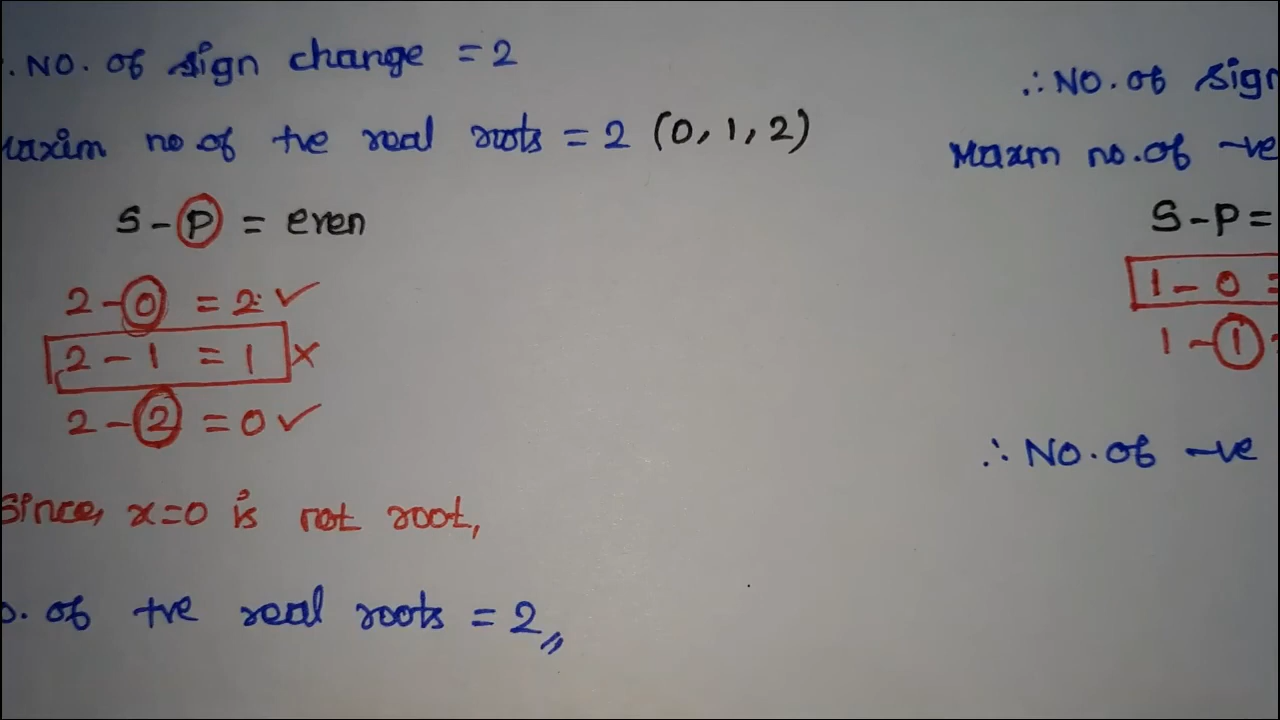 . NO. of sign change = 2
Maxim no of +ve real roots = 2 (0, 1, 2)
S - P = even
2 - 0 = 2 ✓
2 - 1 = 1 ×
2 - 2 = 0 ✓
Since, x=0 is not root,
o. of +ve real roots = 2,,
∴ NO. of sign
Maxm no. of -ve
S - P =
1 - 0 =
1 - 1
∴ NO. of -ve